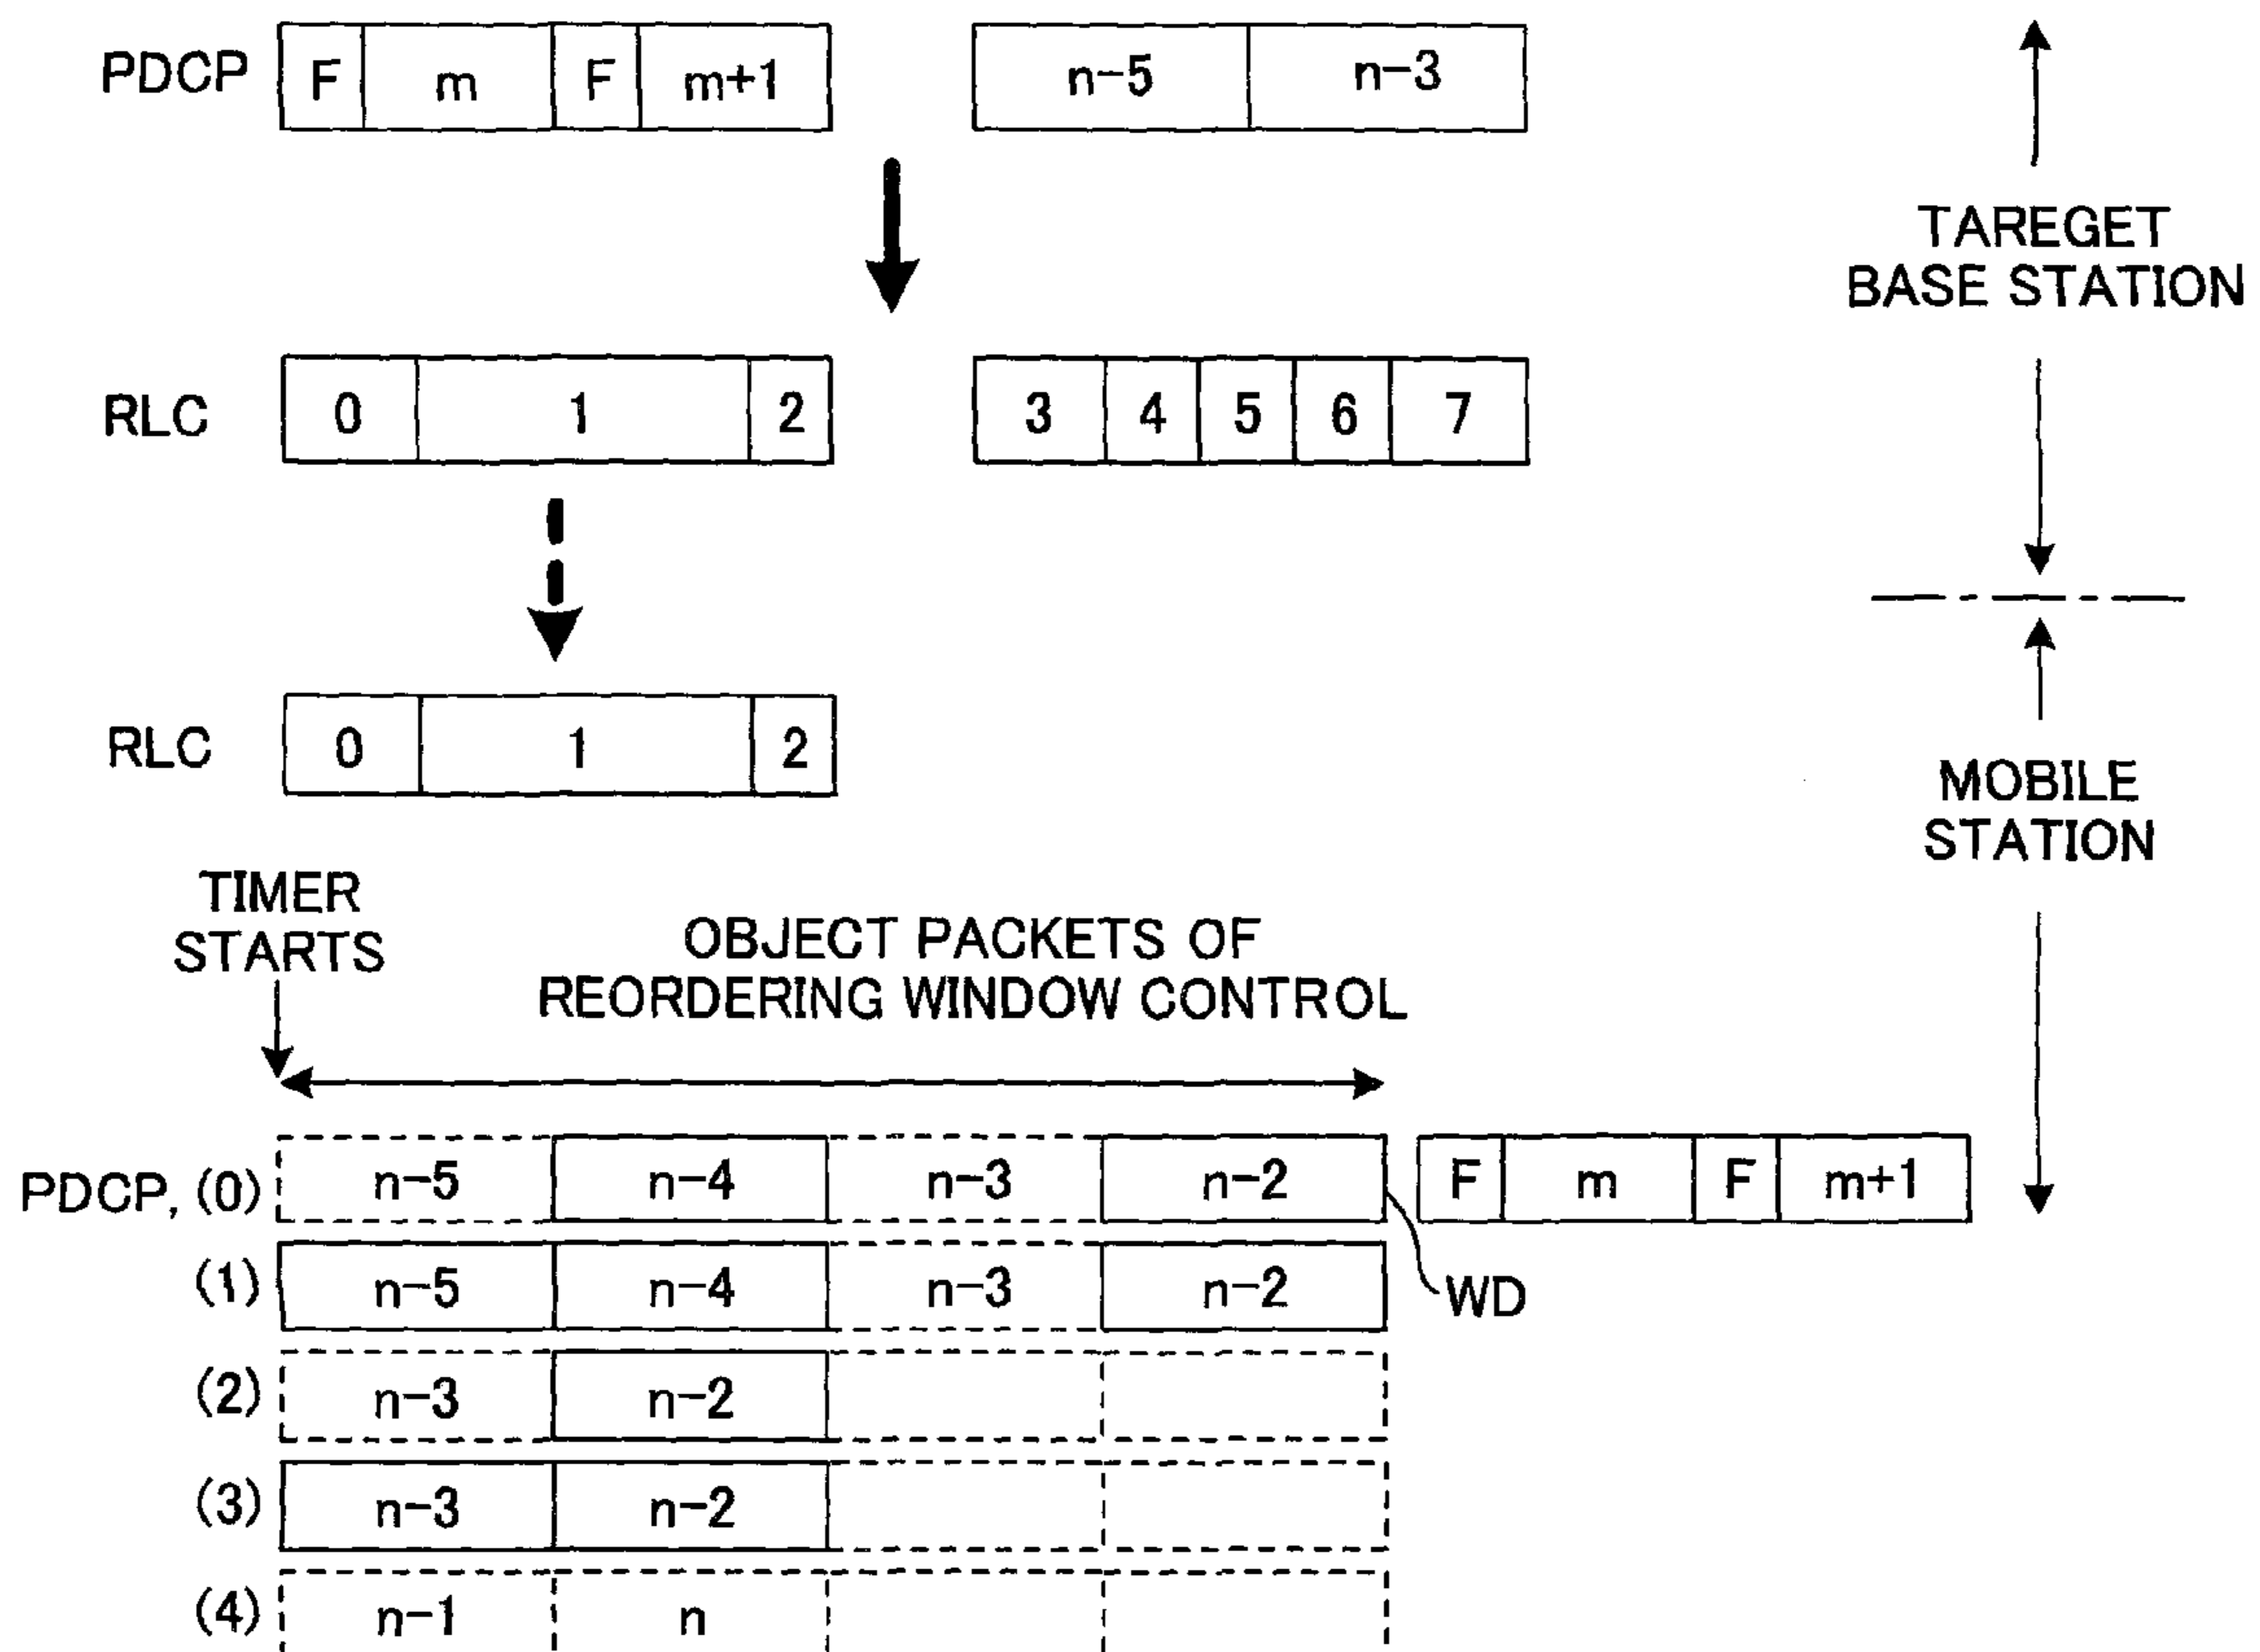 PDCP F m F m+1 n-5 n-3
TAREGET
BASE STATION
RLC 0 1 2 3 4 5 6 7
RLC 0 1 2
MOBILE
STATION
TIMER
STARTS
OBJECT PACKETS OF
REORDERING WINDOW CONTROL
PDCP, (0) n-5 n-4 n-3 n-2 F m F m+1
(1) n-5 n-4 n-3 n-2 WD
(2) n-3 n-2
(3) n-3 n-2
(4) n-1 n